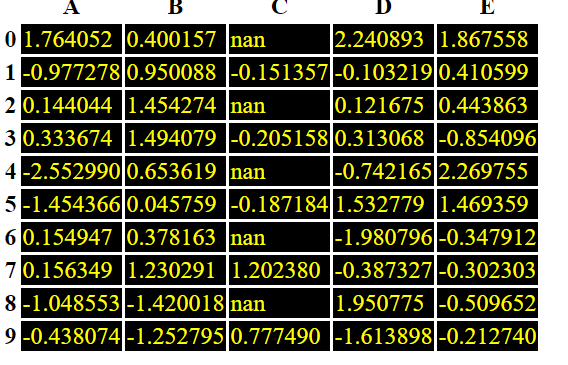 A B C D E
0 1.764052 0.400157 nan 2.240893 1.867558
1 -0.977278 0.950088 -0.151357 -0.103219 0.410599
2 0.144044 1.454274 nan 0.121675 0.443863
3 0.333674 1.494079 -0.205158 0.313068 -0.854096
4 -2.552990 0.653619 nan -0.742165 2.269755
5 -1.454366 0.045759 -0.187184 1.532779 1.469359
6 0.154947 0.378163 nan -1.980796 -0.347912
7 0.156349 1.230291 1.202380 -0.387327 -0.302303
8 -1.048553 -1.420018 nan 1.950775 -0.509652
9 -0.438074 -1.252795 0.777490 -1.613898 -0.212740